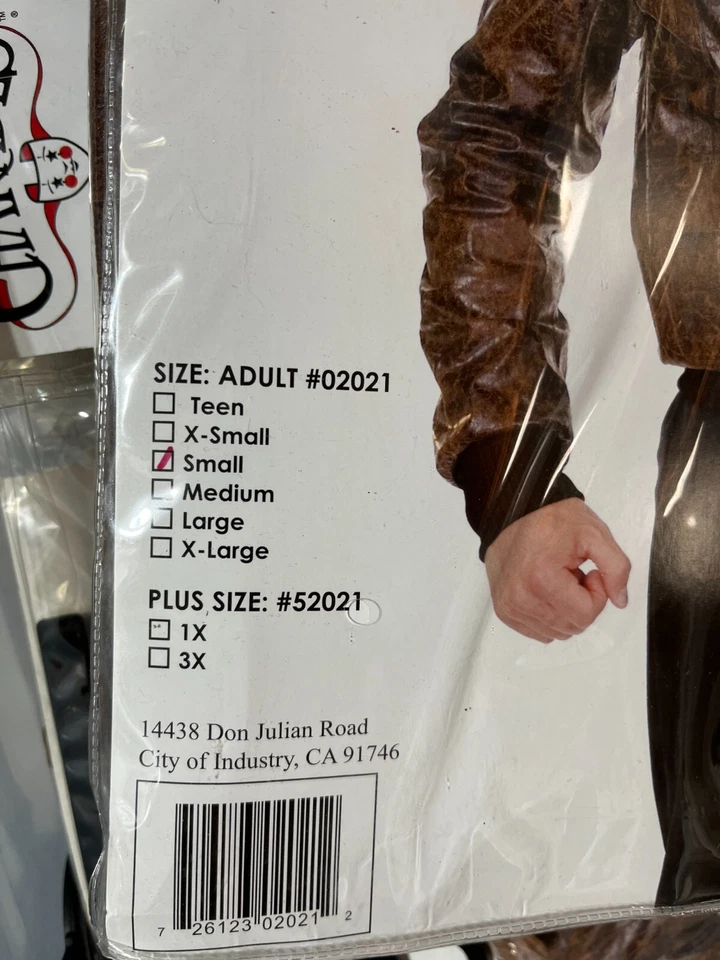 SIZE: ADULT #02021
Teen
X-Small
Small
Medium
Large
X-Large
PLUS SIZE: #52021
1X
3X
14438 Don Julian Road
City of Industry, CA 91746
7 26123 02021 2